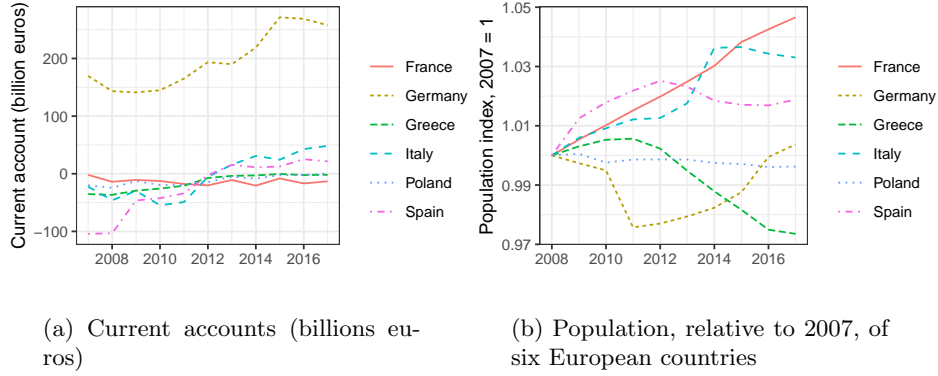 Current account (billion euros)
200
100
0
−100
2008 2010 2012 2014 2016
France
Germany
Greece
Italy
Poland
Spain
(a) Current accounts (billions eu-
ros)
Population index, 2007 = 1
1.05
1.03
1.01
0.99
0.97
2008 2010 2012 2014 2016
France
Germany
Greece
Italy
Poland
Spain
(b) Population, relative to 2007, of
six European countries